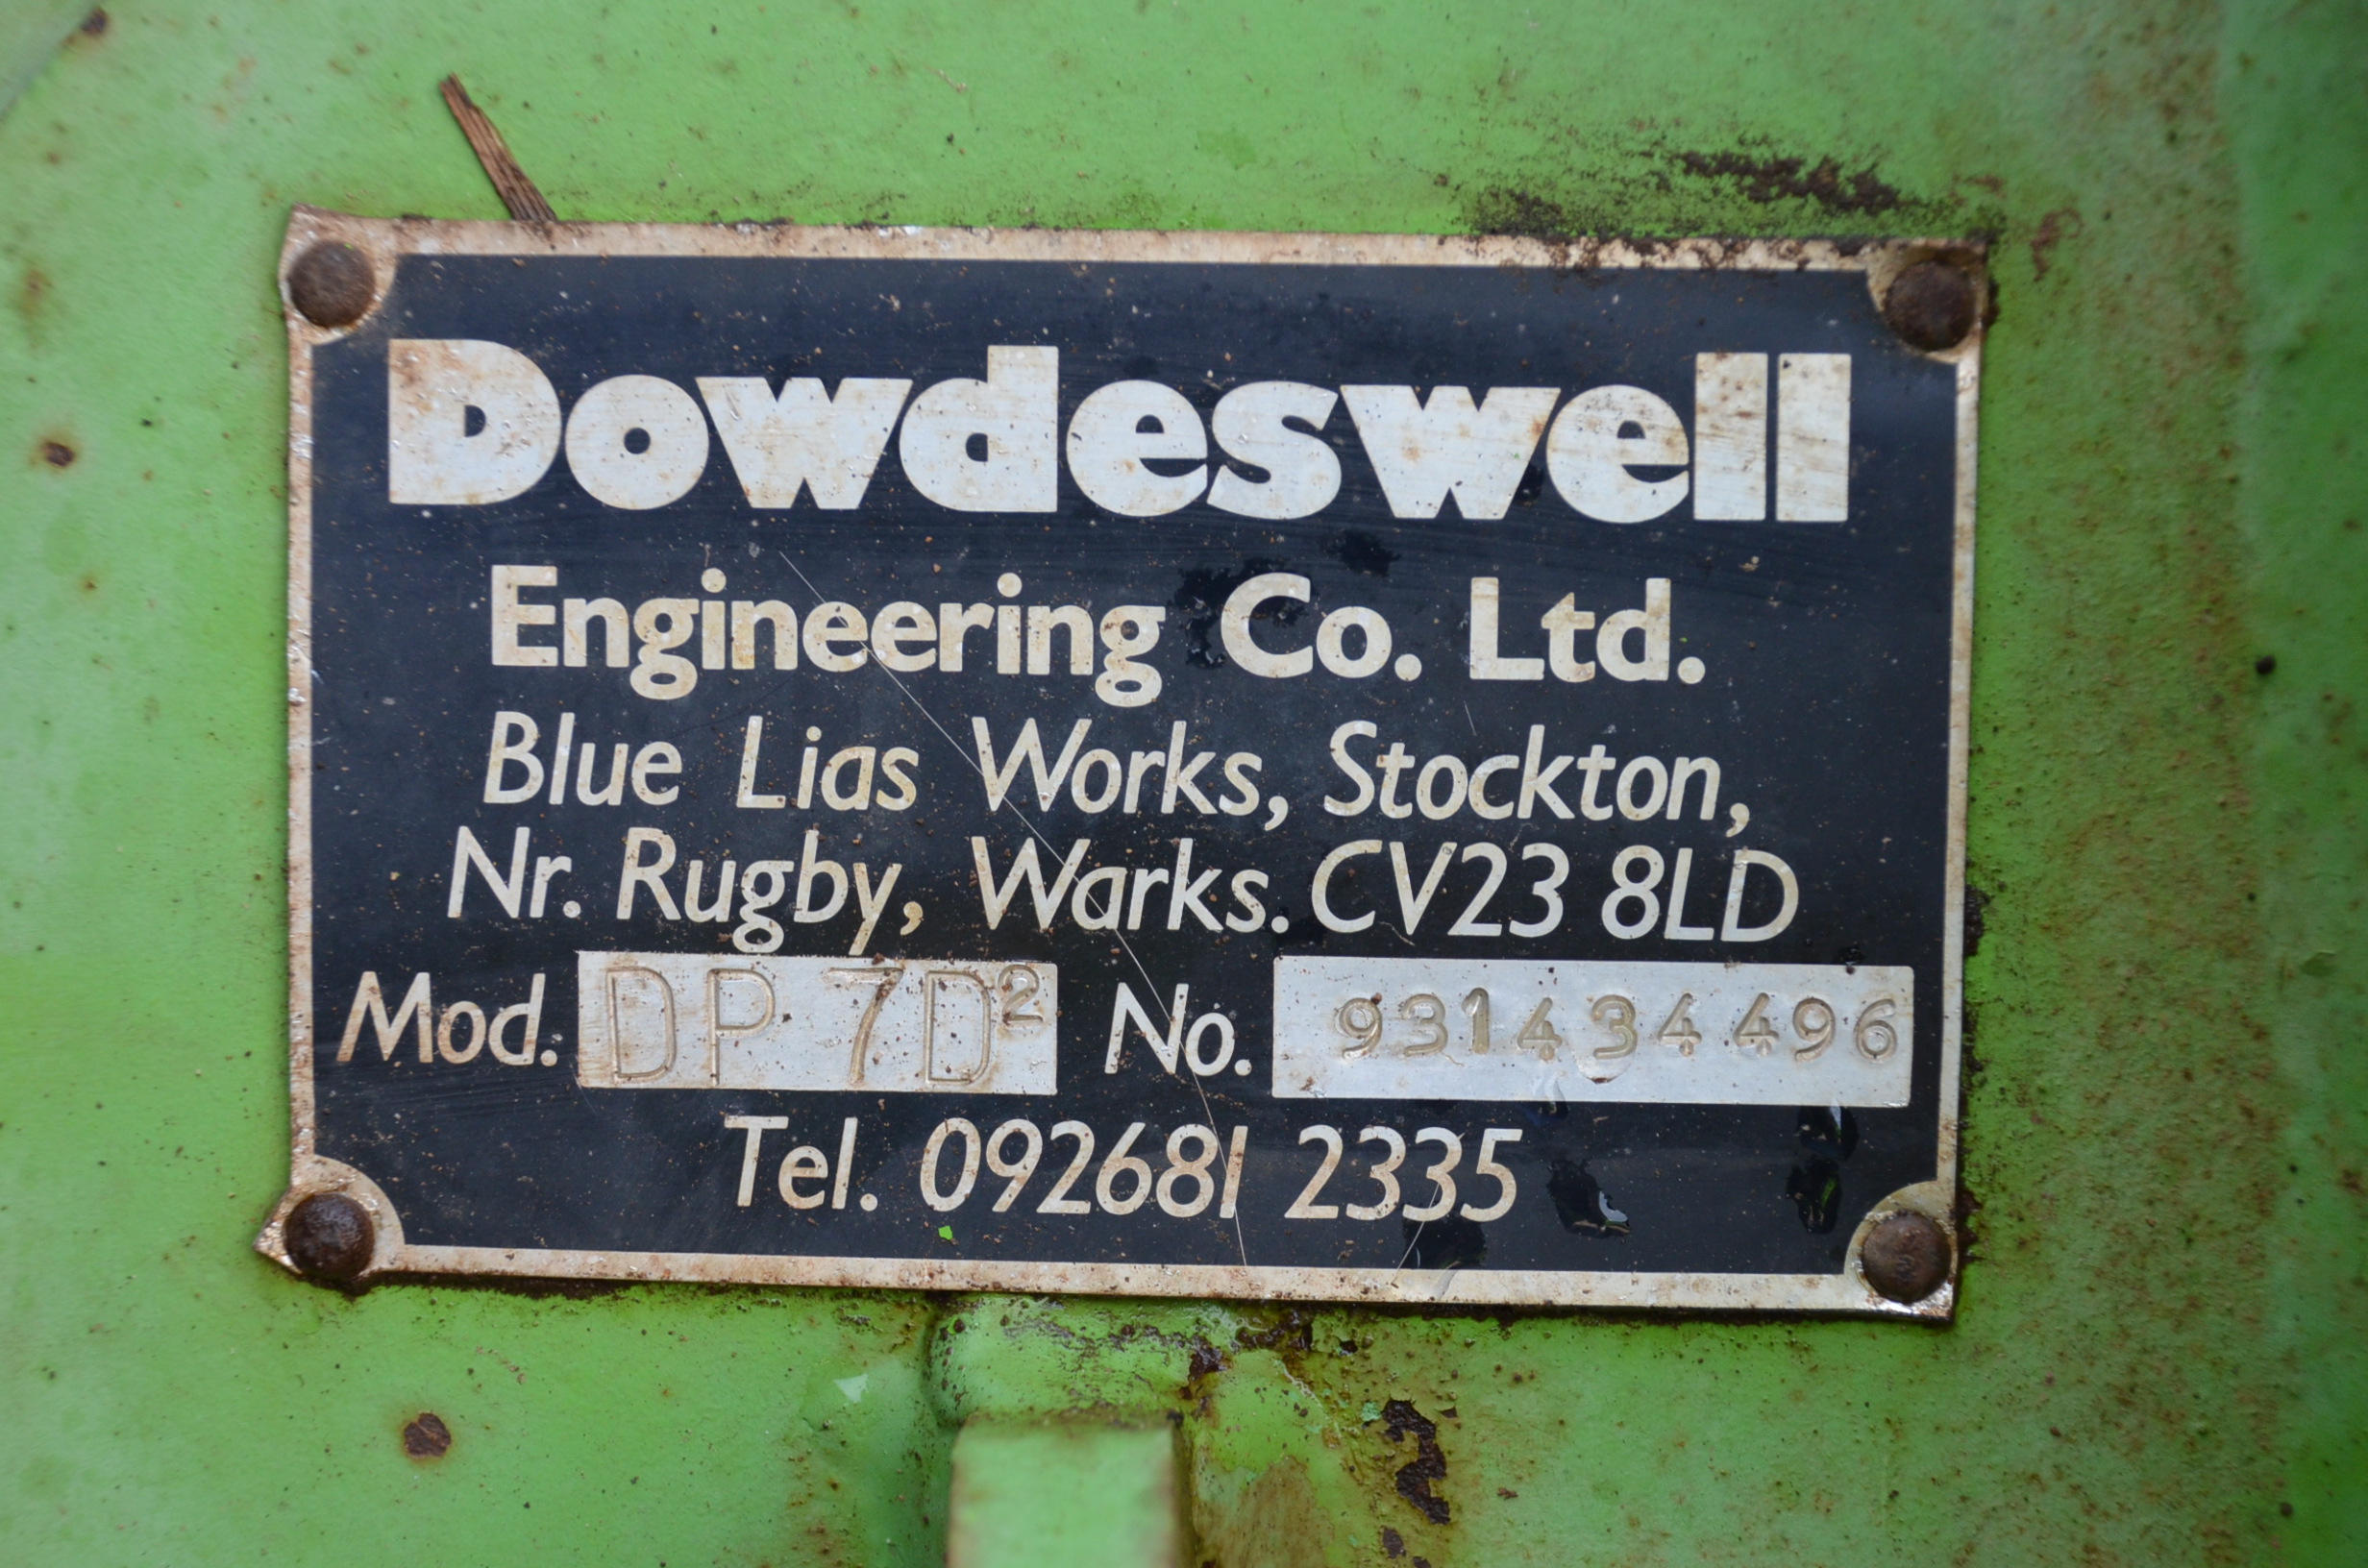 Dowdeswell
Engineering Co. Ltd.
Blue Lias Works, Stockton,
Nr. Rugby, Warks. CV23 8LD
Mod. DP 7D² No. 931434496
Tel. 092681 2335